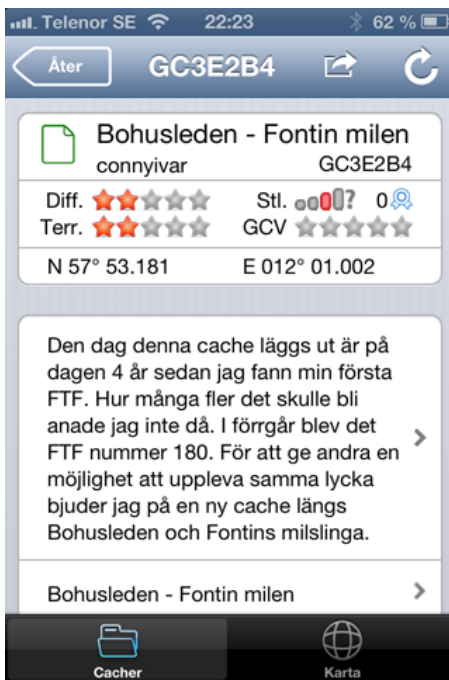 Telenor SE 22:23 62 %
Åter GC3E2B4
Bohusleden - Fontin milen
connyivar GC3E2B4
Diff. Stl. ? 0
Terr. GCV
N 57° 53.181 E 012° 01.002
Den dag denna cache läggs ut är på
dagen 4 år sedan jag fann min första
FTF. Hur många fler det skulle bli
anade jag inte då. I förrgår blev det
FTF nummer 180. För att ge andra en
möjlighet att uppleva samma lycka
bjuder jag på en ny cache längs
Bohusleden och Fontins milslinga.
Bohusleden - Fontin milen
Cacher Karta